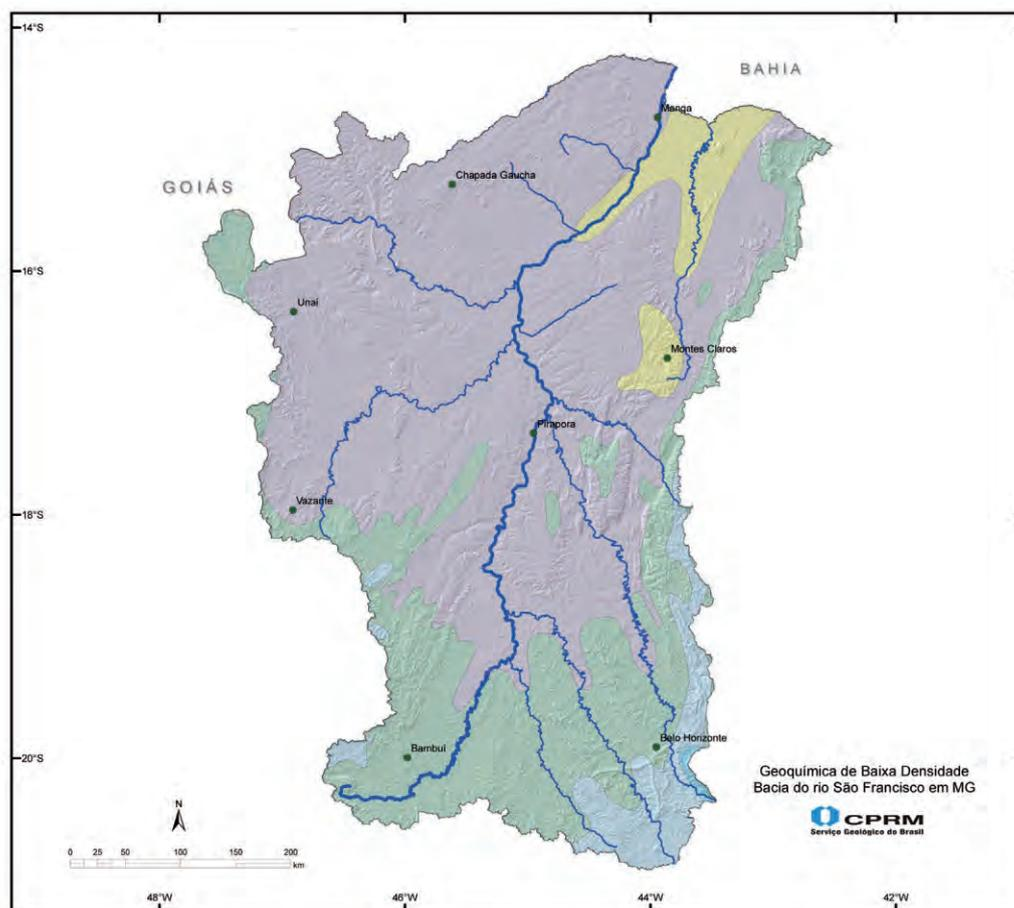 14°S
BAHIA
Manga
Chapada Gaucha
GOIÁS
16°S
Unaí
Montes Claros
Pirapora
Vazante
18°S
Belo Horizonte
Bambuí
20°S
Geoquímica de Baixa Densidade
Bacia do rio São Francisco em MG
CPRM
Serviço Geológico do Brasil
N
0 25 50 100 150 200
km
48°W 46°W 44°W 42°W